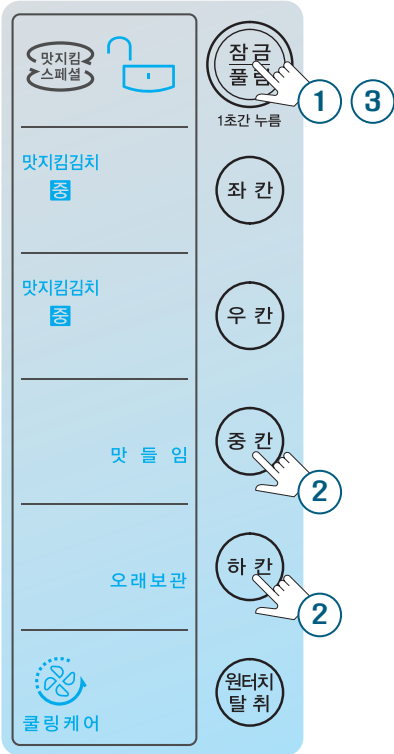 맛지킴
스페셜
잠금
풀림
1 3
1초간 누름
맛지킴김치
중
좌 칸
맛지킴김치
중
우 칸
맛 들 임
중 칸
2
오래보관
하 칸
2
쿨링케어
원터치
탈 취